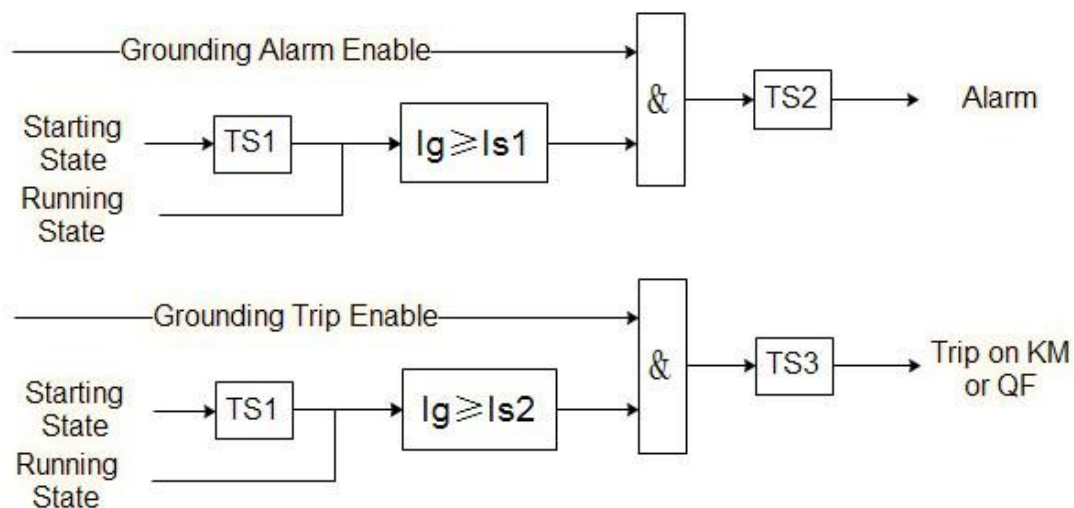 Grounding Alarm Enable
Starting
State
TS1
Ig≥Is1
&
TS2
Alarm
Running
State
Grounding Trip Enable
Starting
State
TS1
Ig≥Is2
&
TS3
Trip on KM
or QF
Running
State